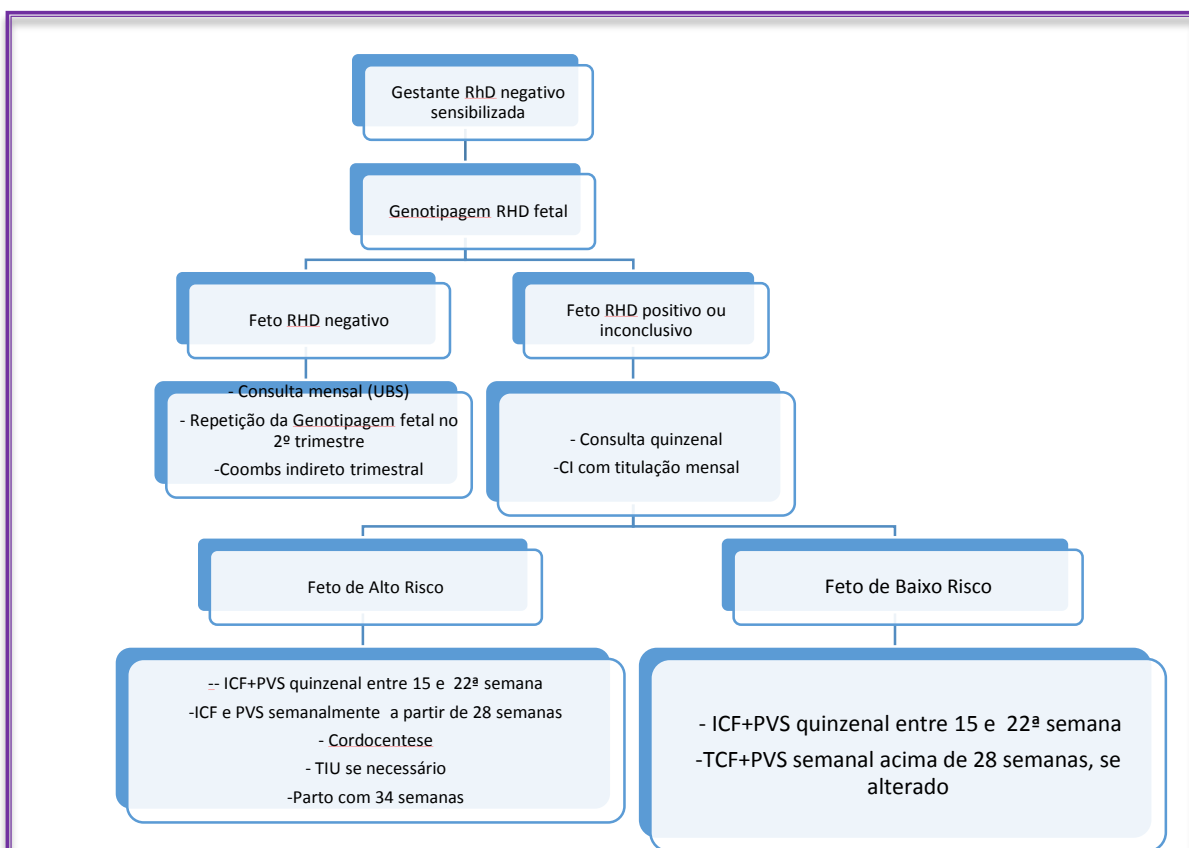 Gestante RhD negativo
sensibilizada
Genotipagem RHD fetal
Feto RHD negativo
Feto RHD positivo ou
inconclusivo
- Consulta mensal (UBS)
- Repetição da Genotipagem fetal no
2º trimestre
-Coombs indireto trimestral
- Consulta quinzenal
-CI com titulação mensal
Feto de Alto Risco
Feto de Baixo Risco
-- ICF+PVS quinzenal entre 15 e 22ª semana
-ICF e PVS semanalmente a partir de 28 semanas
- Cordocentese
- TIU se necessário
-Parto com 34 semanas
- ICF+PVS quinzenal entre 15 e 22ª semana
-TCF+PVS semanal acima de 28 semanas, se
alterado